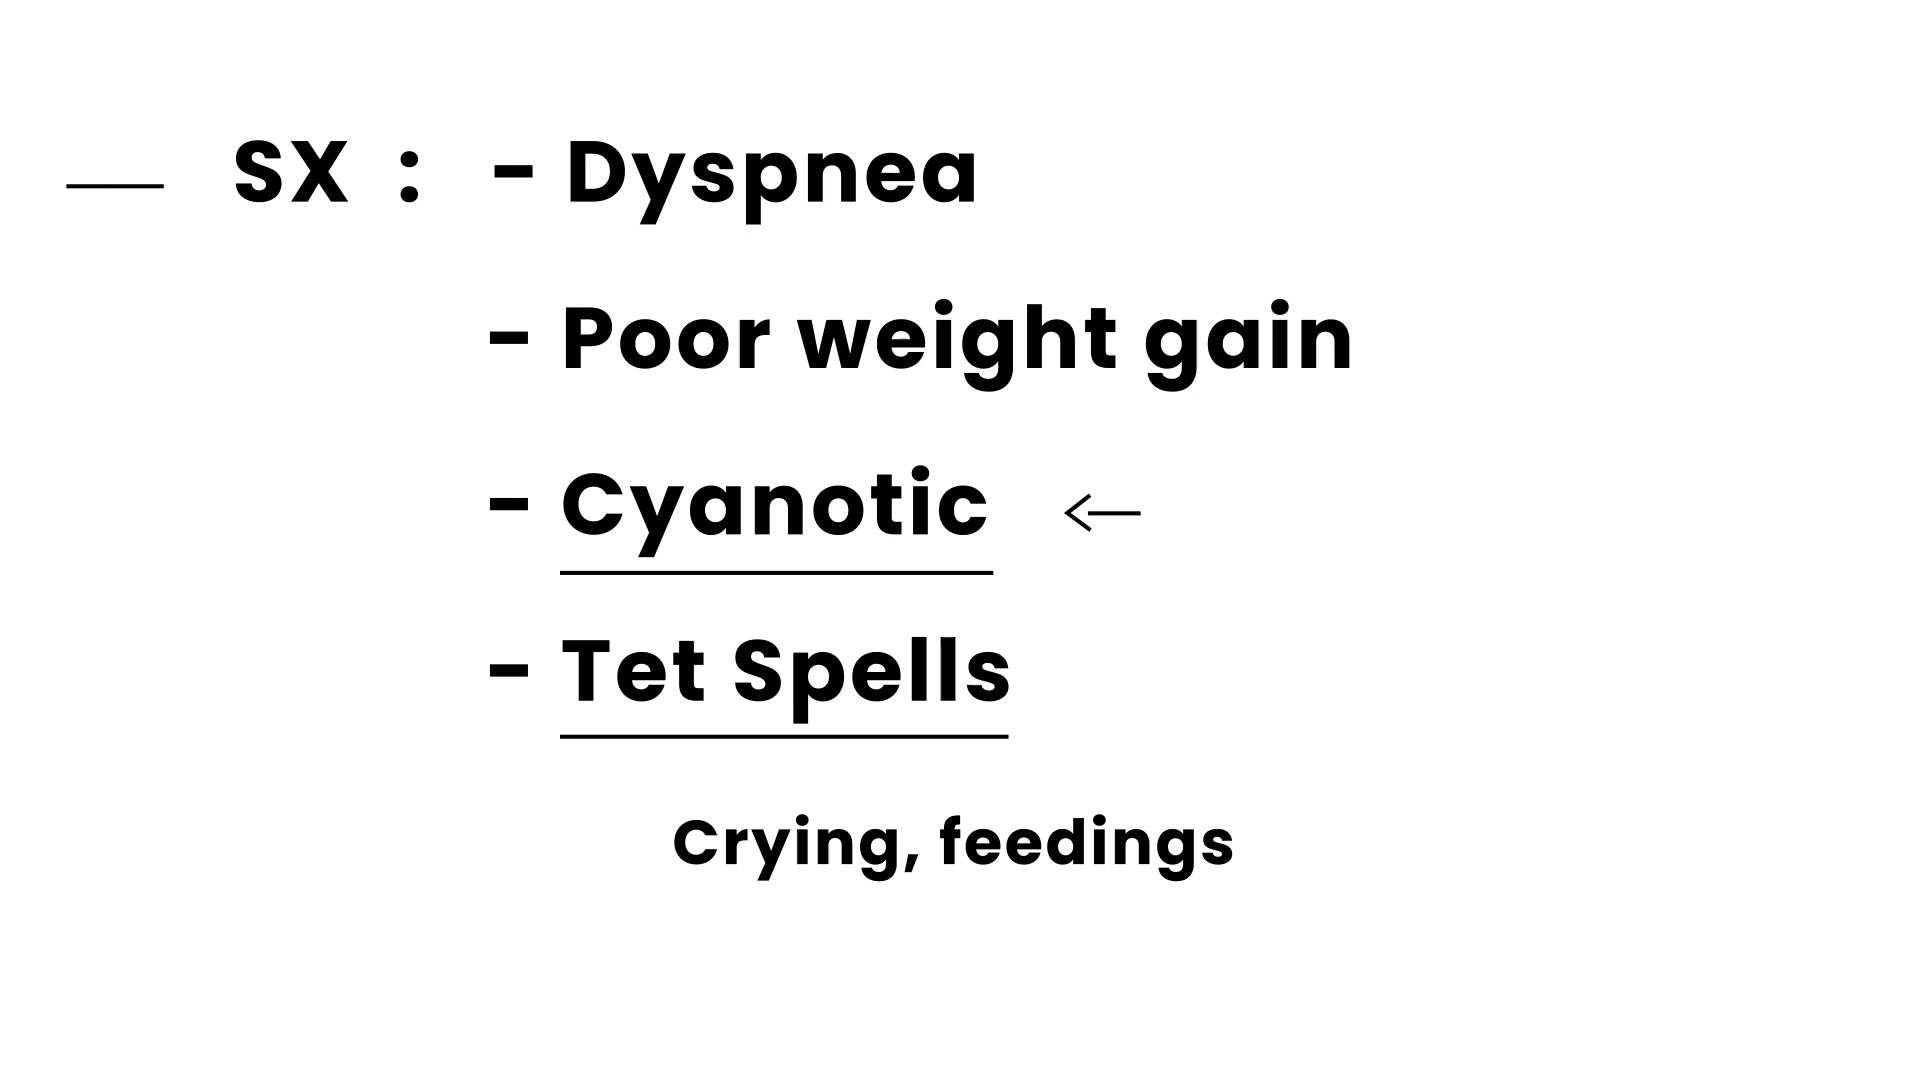 SX : - Dyspnea
- Poor weight gain
- Cyanotic
- Tet Spells
Crying, feedings